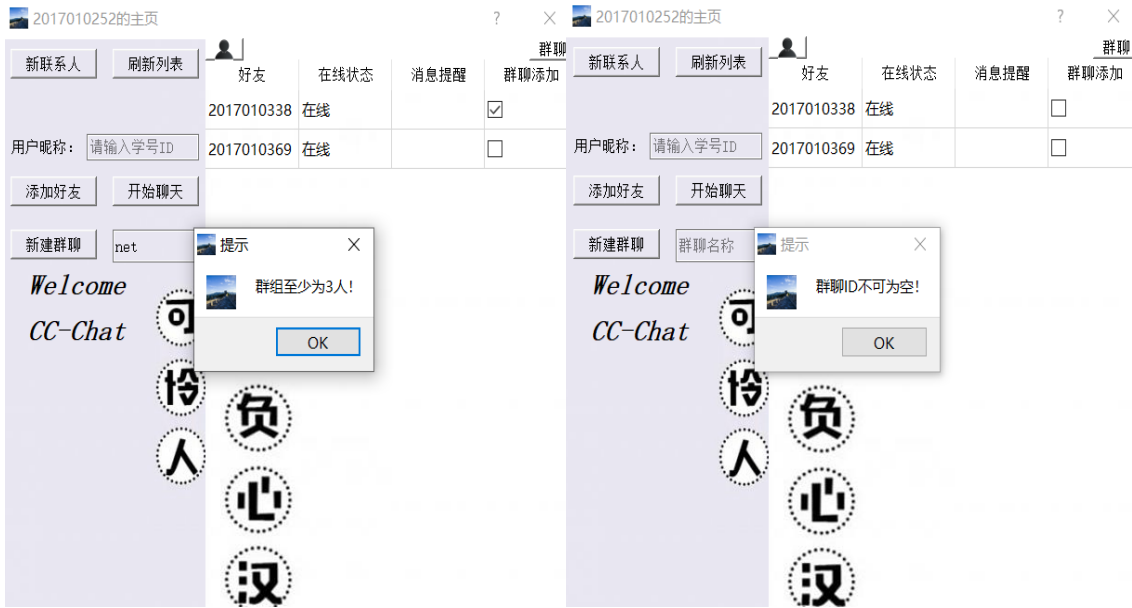 2017010252的主页
新联系人
刷新列表
群聊
好友
在线状态
消息提醒
群聊添加
2017010338
在线
用户昵称：
请输入学号ID
2017010369
在线
添加好友
开始聊天
新建群聊
net
提示
群组至少为3人!
OK
Welcome
CC-Chat
可
怜
人
负
心
汉
2017010252的主页
新联系人
刷新列表
群聊
好友
在线状态
消息提醒
群聊添加
2017010338
在线
用户昵称：
请输入学号ID
2017010369
在线
添加好友
开始聊天
新建群聊
群聊名称
提示
群聊ID不可为空!
OK
Welcome
CC-Chat
可
怜
人
负
心
汉